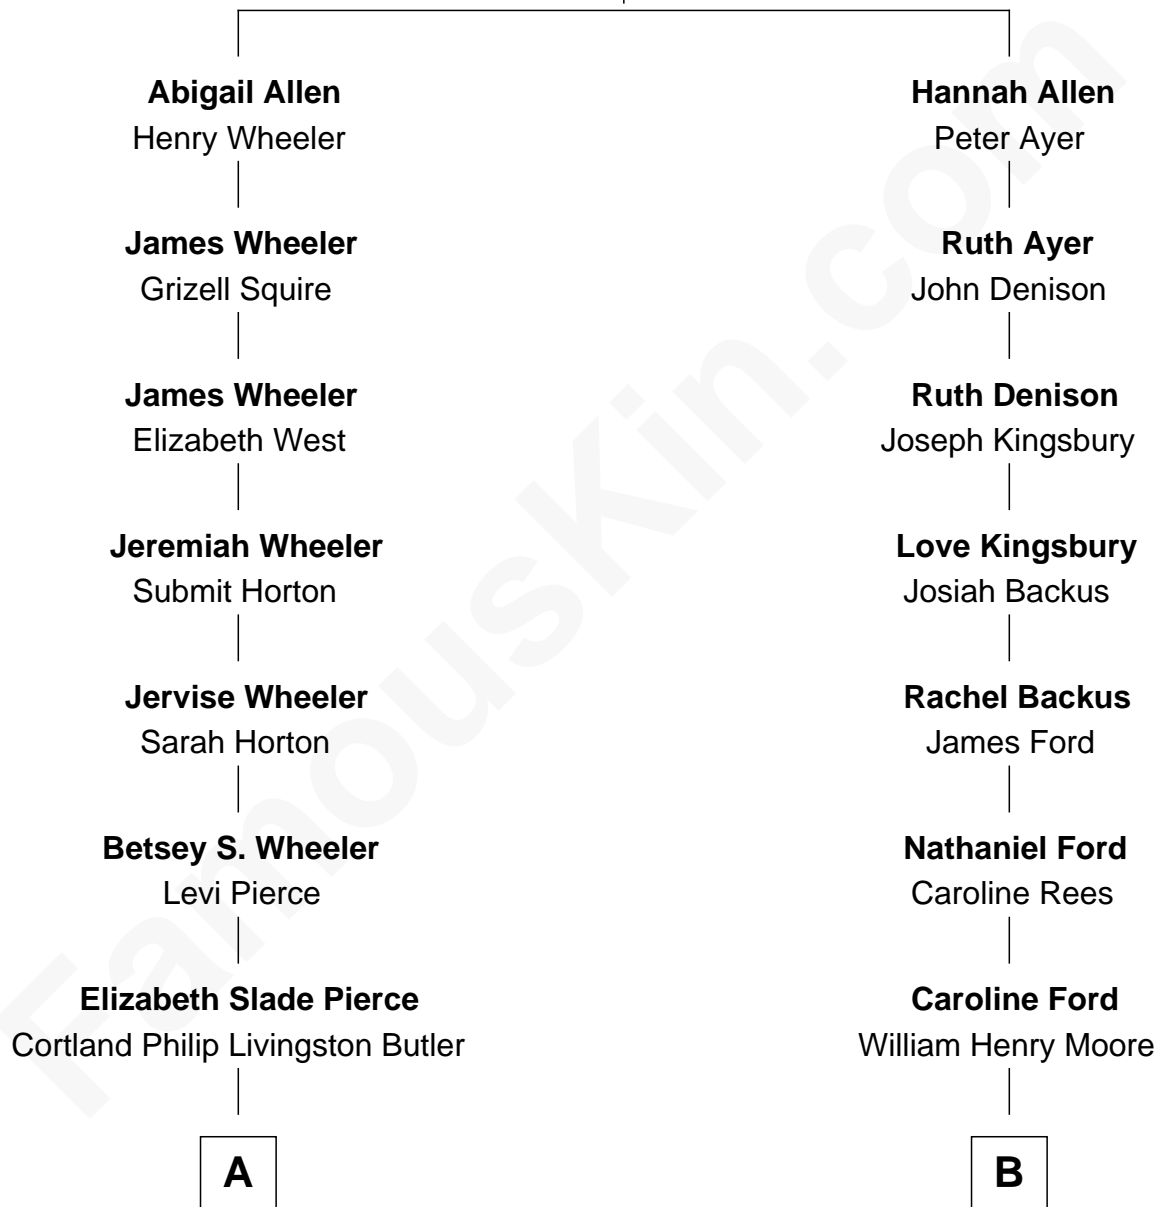 Abigail Allen
Henry Wheeler
James Wheeler
Grizell Squire
James Wheeler
Elizabeth West
Jeremiah Wheeler
Submit Horton
Jervise Wheeler
Sarah Horton
Betsey S. Wheeler
Levi Pierce
Elizabeth Slade Pierce
Cortland Philip Livingston Butler
A
Hannah Allen
Peter Ayer
Ruth Ayer
John Denison
Ruth Denison
Joseph Kingsbury
Love Kingsbury
Josiah Backus
Rachel Backus
James Ford
Nathaniel Ford
Caroline Rees
Caroline Ford
William Henry Moore
B
FamousKin.com